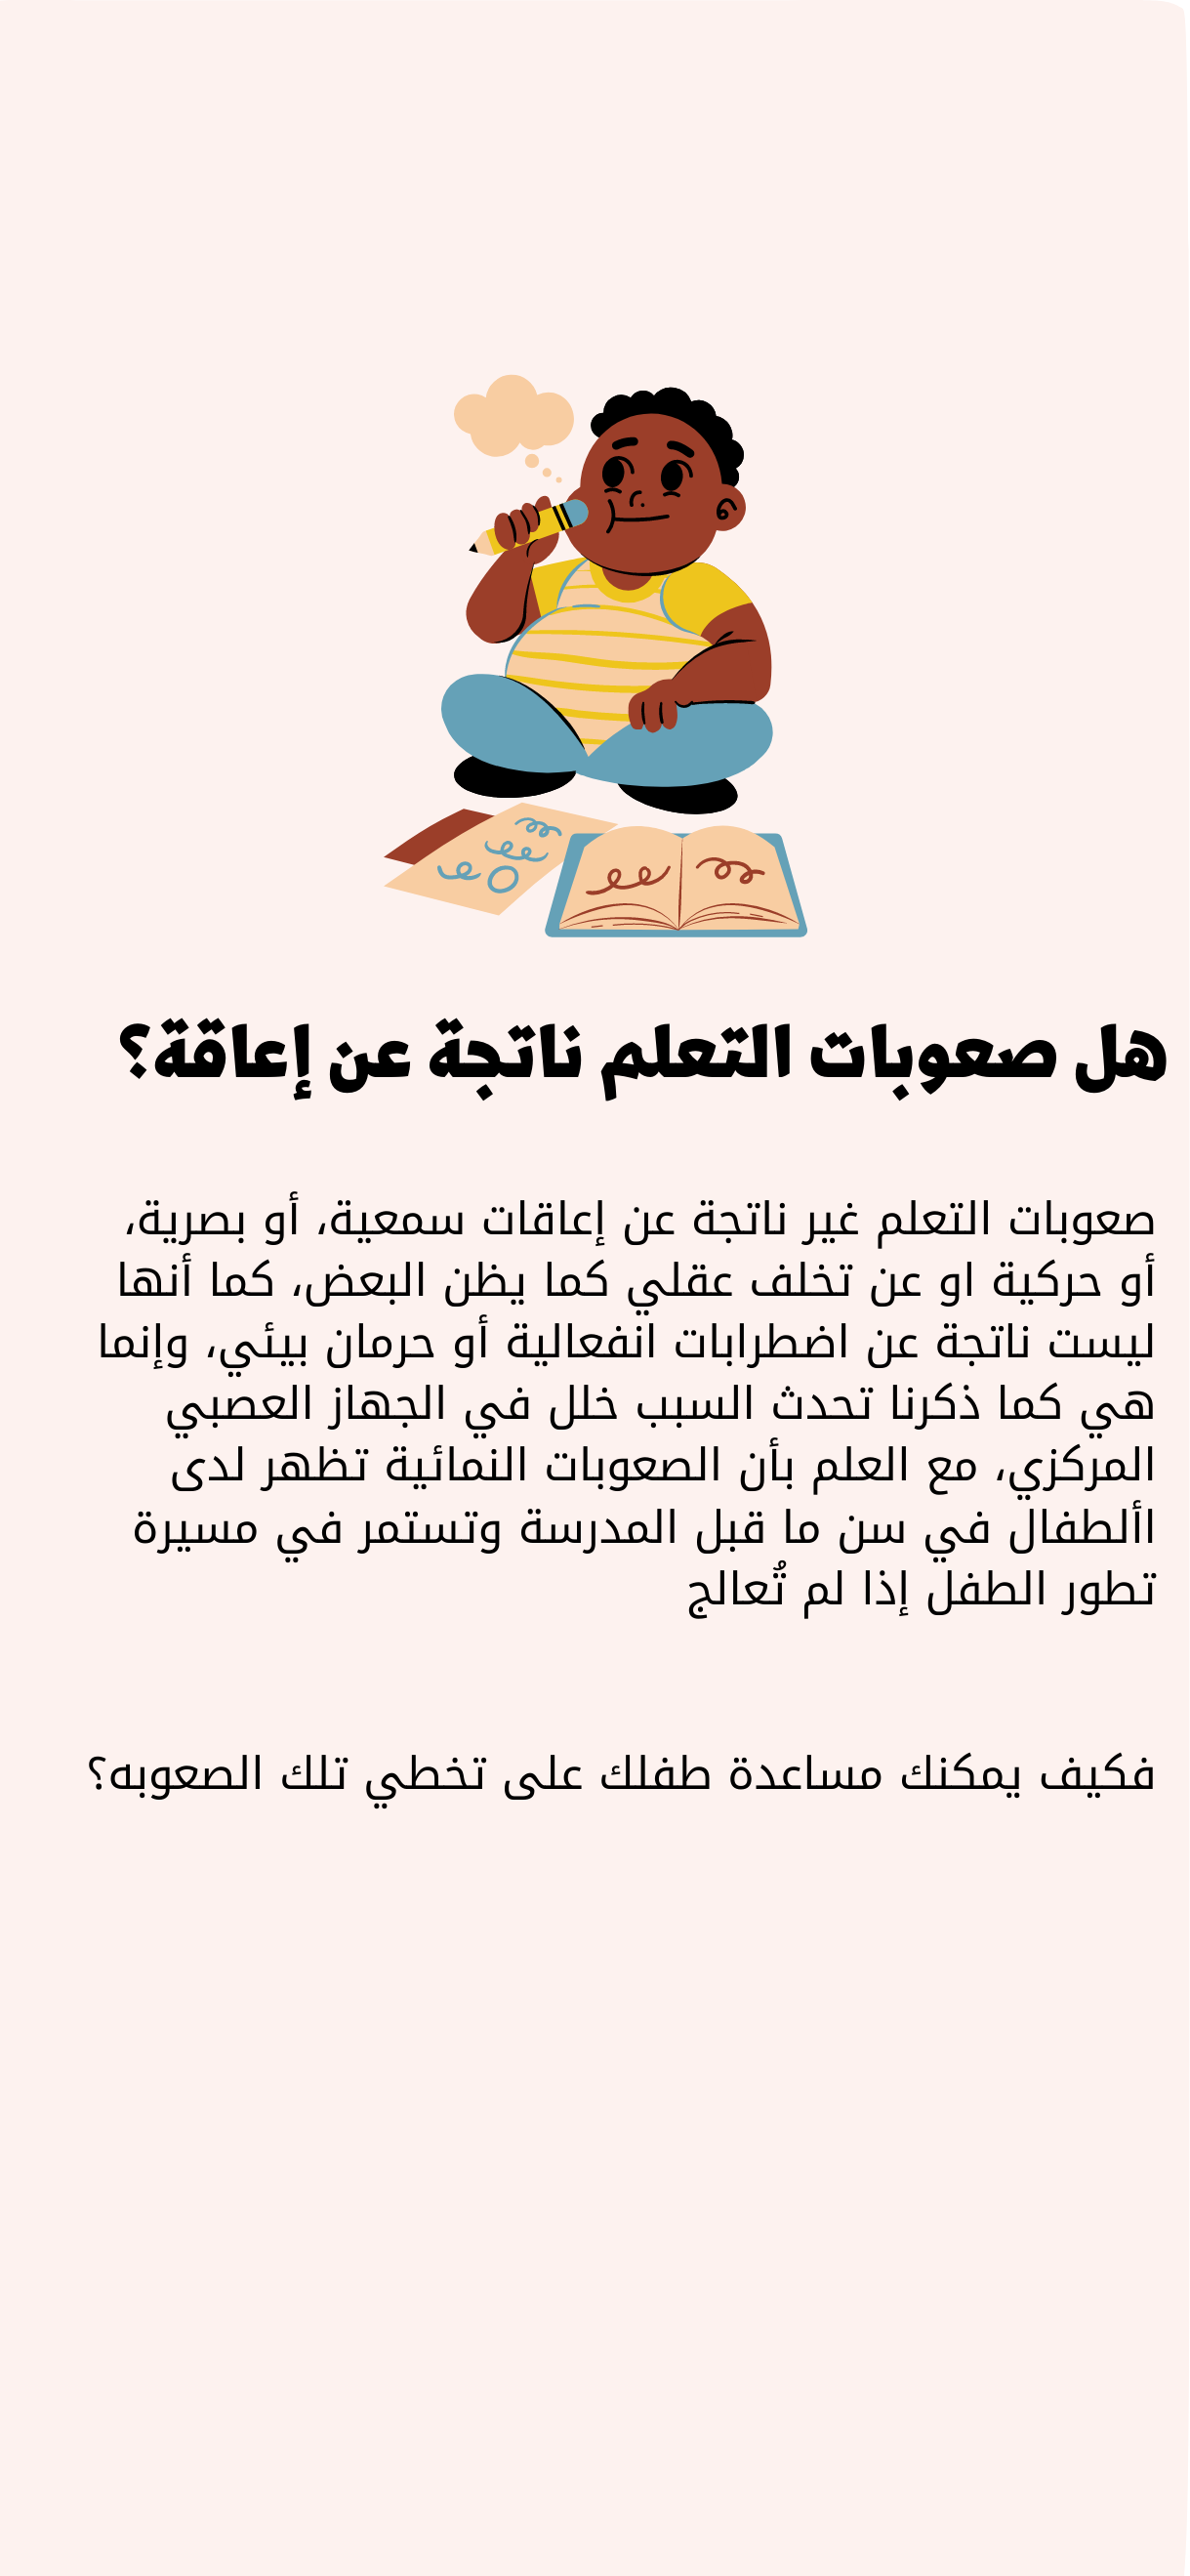 هل صعوبات التعلم ناتجة عن إعاقة؟
صعوبات التعلم غير ناتجة عن إعاقات سمعية، أو بصرية،
أو حركية او عن تخلف عقلي كما يظن البعض، كما أنها
ليست ناتجة عن اضطرابات انفعالية أو حرمان بيئي، وإنما
هي كما ذكرنا تحدث السبب خلل في الجهاز العصبي
المركزي، مع العلم بأن الصعوبات النمائية تظهر لدى
األطفال في سن ما قبل المدرسة وتستمر في مسيرة
تطور الطفل إذا لم تُعالج
فكيف يمكنك مساعدة طفلك على تخطي تلك الصعوبه؟